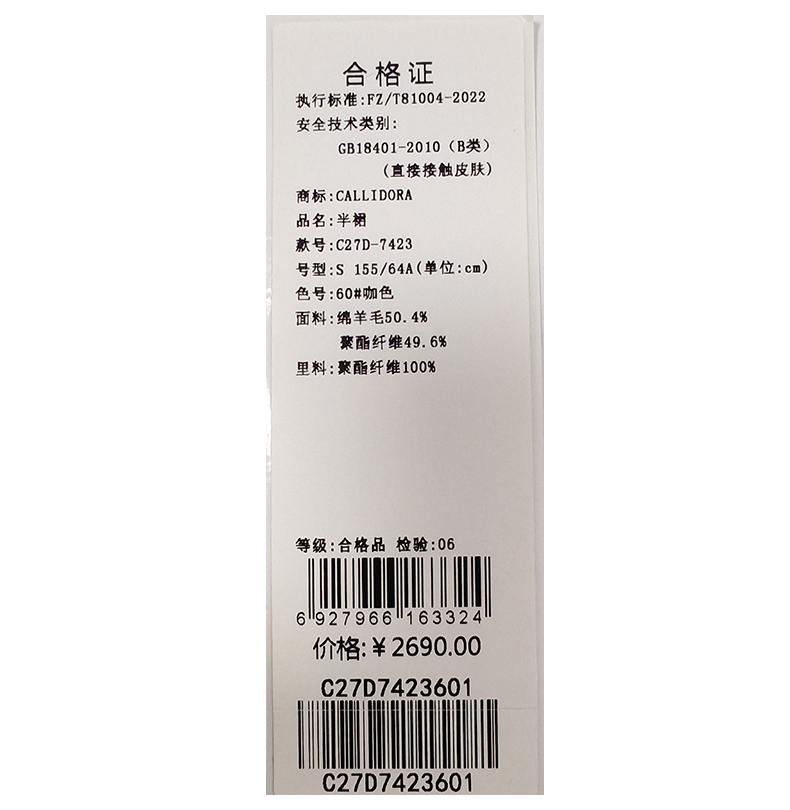 合格证
执行标准:FZ/T81004-2022
安全技术类别:
GB18401-2010（B类）
(直接接触皮肤)
商标:CALLIDORA
品名:半裙
款号:C27D-7423
号型:S 155/64A(单位:cm)
色号:60#咖色
面料:绵羊毛50.4%
聚酯纤维49.6%
里料:聚酯纤维100%
等级:合格品 检验:06
6 927966 163324
价格:¥2690.00
C27D7423601
C27D7423601